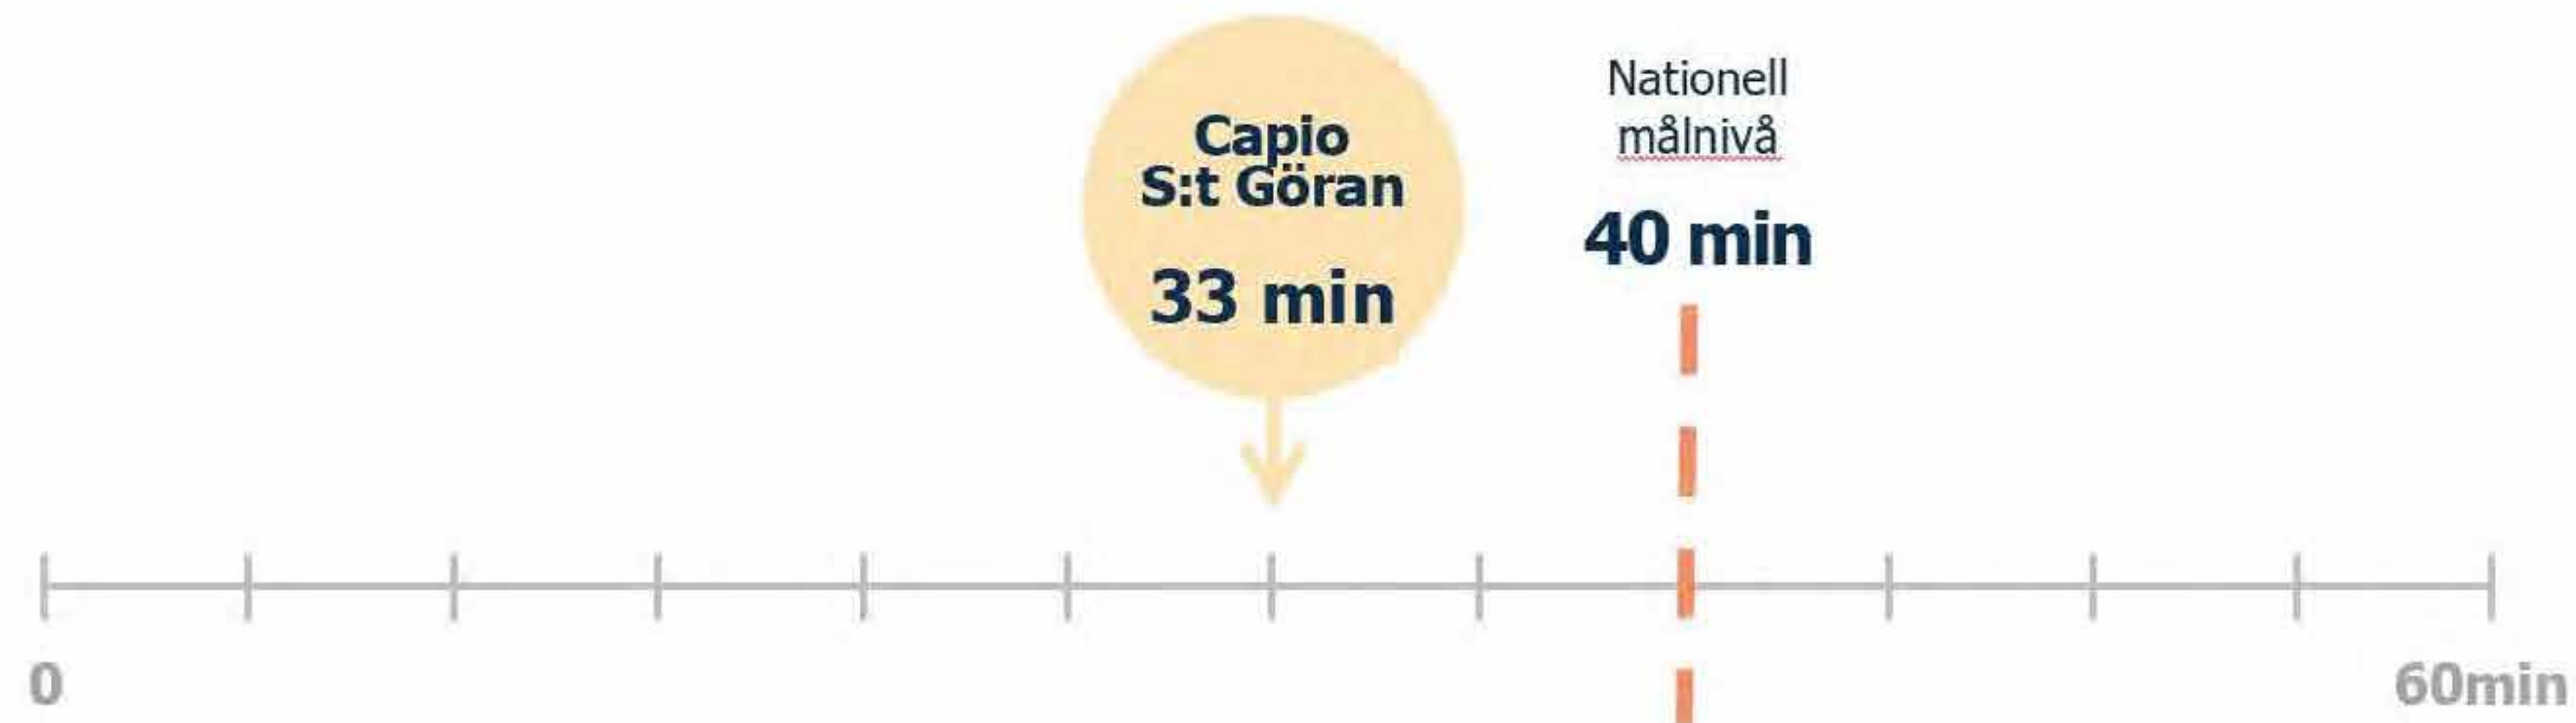 Capio
S:t Göran
33 min
Nationell
målnivå
40 min
0
60min